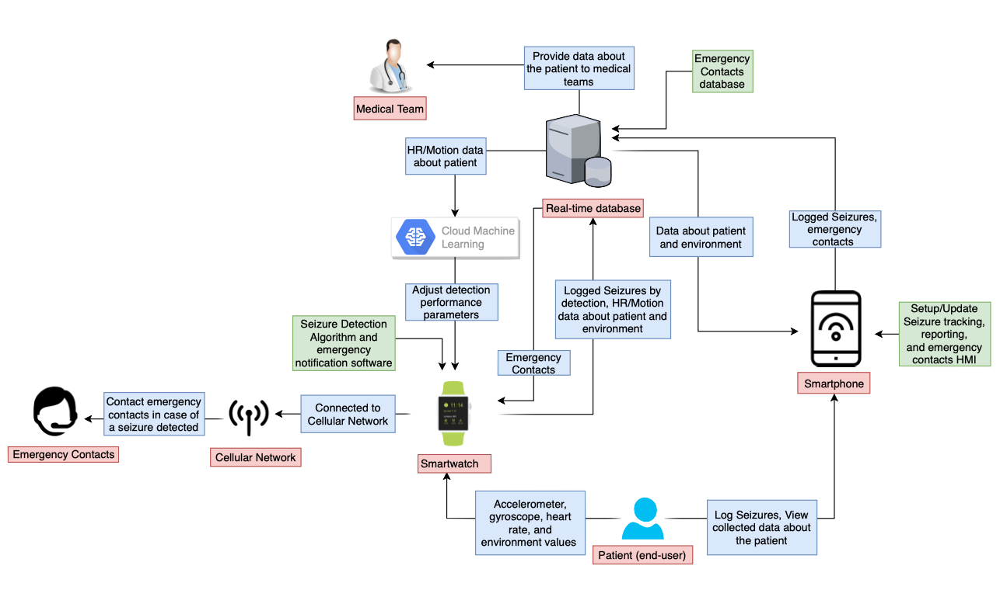 Provide data about
the patient to medical
teams
Emergency
Contacts
database
Medical Team
HR/Motion data
about patient
Real-time database
Cloud Machine
Learning
Data about patient
and environment
Logged Seizures,
emergency
contacts
Adjust detection
performance
parameters
Logged Seizures by
detection, HR/Motion
data about patient and
environment
Seizure Detection
Algorithm and
emergency
notification software
Setup/Update
Seizure tracking,
reporting,
and emergency
contacts HMI
Emergency
Contacts
Smartphone
Contact emergency
contacts in case of
a seizure detected
Connected to
Cellular Network
11:14
Emergency Contacts
Cellular Network
Smartwatch
Accelerometer,
gyroscope, heart
rate, and
environment values
Log Seizures, View
collected data about
the patient
Patient (end-user)